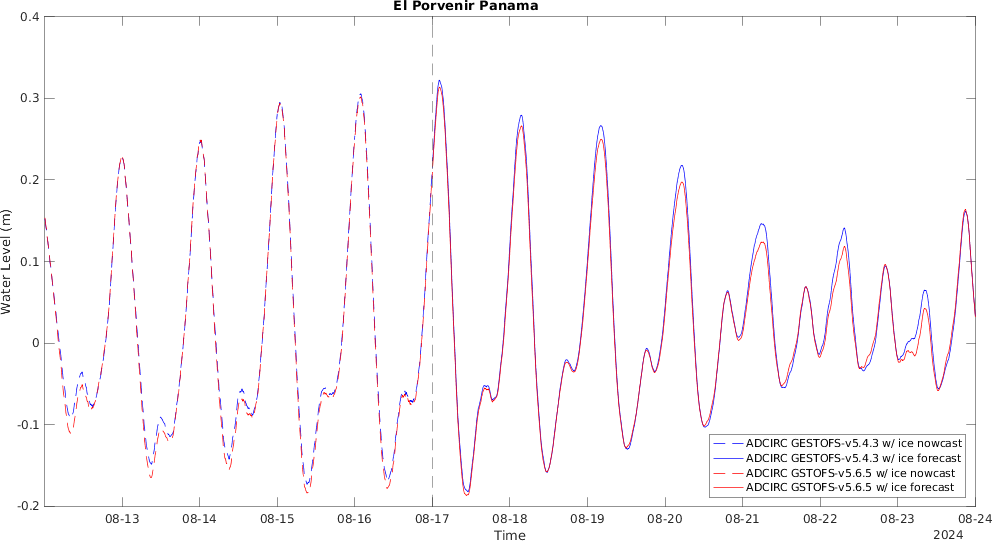 El Porvenir Panama
Water Level (m)
0.4
0.3
0.2
0.1
0
-0.1
-0.2
08-13 08-14 08-15 08-16 08-17 08-18 08-19 08-20 08-21 08-22 08-23 08-24
Time
2024
ADCIRC GESTOFS-v5.4.3 w/ ice nowcast
ADCIRC GESTOFS-v5.4.3 w/ ice forecast
ADCIRC GSTOFS-v5.6.5 w/ ice nowcast
ADCIRC GSTOFS-v5.6.5 w/ ice forecast